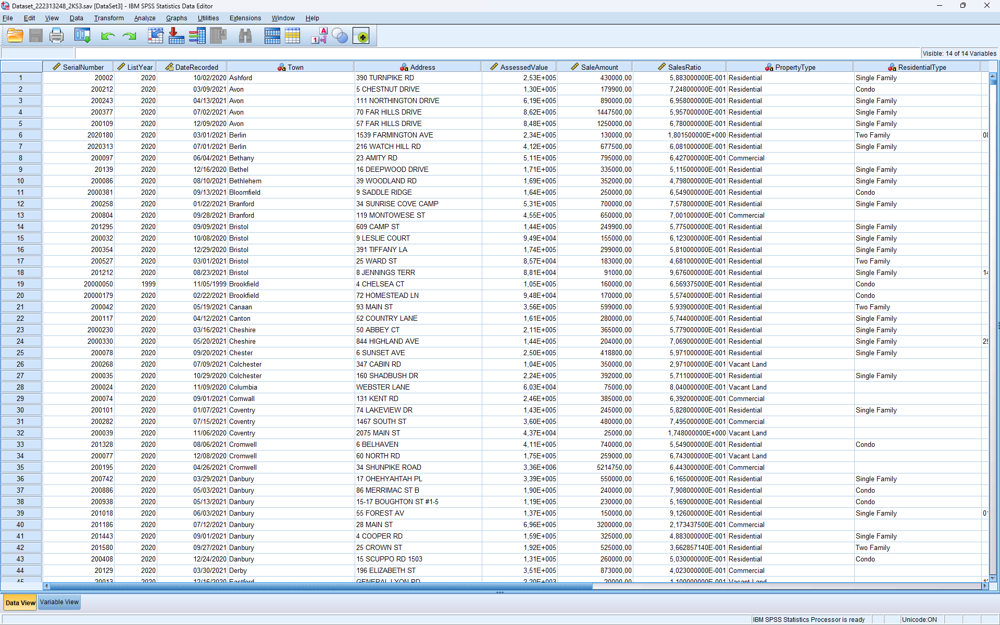 Dataset_222313248_2KS3.sav [DataSet3] - IBM SPSS Statistics Data Editor
File Edit View Data Transform Analyze Graphs Utilities Extensions Window Help
Visible: 14 of 14 Variables
SerialNumber ListYear DateRecorded Town Address AssessedValue SaleAmount SalesRatio PropertyType ResidentialType
1 20002 2020 10/02/2020 Ashford 390 TURNPIKE RD 2,53E+005 430000,00 5,883000000E-001 Residential Single Family
2 200212 2020 03/09/2021 Avon 5 CHESTNUT DRIVE 1,30E+005 179900,00 7,248000000E-001 Residential Condo
3 200243 2020 04/13/2021 Avon 111 NORTHINGTON DRIVE 6,19E+005 890000,00 6,958000000E-001 Residential Single Family
4 200377 2020 07/02/2021 Avon 70 FAR HILLS DRIVE 8,62E+005 1447500,00 5,957000000E-001 Residential Single Family
5 200109 2020 12/09/2020 Avon 57 FAR HILLS DRIVE 8,48E+005 1250000,00 6,780000000E-001 Residential Single Family
6 2020180 2020 03/01/2021 Berlin 1539 FARMINGTON AVE 2,34E+005 130000,00 1,801500000E+000 Residential Two Family
7 2020313 2020 07/01/2021 Berlin 216 WATCH HILL RD 4,12E+005 677500,00 6,081000000E-001 Residential Single Family
8 200097 2020 06/04/2021 Bethany 23 AMITY RD 5,11E+005 795000,00 6,427000000E-001 Commercial
9 20139 2020 12/16/2020 Bethel 16 DEEPWOOD DRIVE 1,71E+005 335000,00 5,115000000E-001 Residential Single Family
10 200086 2020 08/10/2021 Bethlehem 39 WOODLAND RD 1,69E+005 352000,00 4,798000000E-001 Residential Single Family
11 2000381 2020 09/13/2021 Bloomfield 9 SADDLE RIDGE 1,64E+005 250000,00 6,549000000E-001 Residential Condo
12 200258 2020 01/22/2021 Branford 34 SUNRISE COVE CAMP 5,31E+005 700000,00 7,578000000E-001 Residential Single Family
13 200804 2020 09/28/2021 Branford 119 MONTOWESE ST 4,55E+005 650000,00 7,001000000E-001 Commercial
14 201295 2020 09/09/2021 Bristol 609 CAMP ST 1,44E+005 249900,00 5,775000000E-001 Residential Single Family
15 200032 2020 10/08/2020 Bristol 9 LESLIE COURT 9,49E+004 155000,00 6,123000000E-001 Residential Single Family
16 200354 2020 12/29/2020 Bristol 391 TIFFANY LA 1,74E+005 299000,00 5,810000000E-001 Residential Single Family
17 200527 2020 03/01/2021 Bristol 25 WARD ST 8,57E+004 183000,00 4,681000000E-001 Residential Two Family
18 201212 2020 08/23/2021 Bristol 8 JENNINGS TERR 8,81E+004 91000,00 9,676000000E-001 Residential Single Family
19 20000050 1999 11/05/1999 Brookfield 4 CHELSEA CT 1,05E+005 160000,00 6,569375000E-001 Residential Condo
20 20000179 2020 02/22/2021 Brookfield 72 HOMESTEAD LN 9,48E+004 170000,00 5,574000000E-001 Residential Condo
21 200042 2020 05/19/2021 Canaan 93 MAIN ST 3,56E+005 599000,00 5,939000000E-001 Residential Two Family
22 200117 2020 04/12/2021 Canton 52 COUNTRY LANE 1,61E+005 280000,00 5,744000000E-001 Residential Single Family
23 2000230 2020 03/16/2021 Cheshire 50 ABBEY CT 2,11E+005 365000,00 5,779000000E-001 Residential Single Family
24 2000330 2020 05/20/2021 Cheshire 844 HIGHLAND AVE 1,44E+005 204000,00 7,069000000E-001 Residential Single Family
25 200078 2020 09/20/2021 Chester 6 SUNSET AVE 2,50E+005 418800,00 5,971000000E-001 Residential Single Family
26 200268 2020 07/09/2021 Colchester 347 CABIN RD 1,04E+005 350000,00 2,971000000E-001 Vacant Land
27 200035 2020 10/29/2020 Colchester 160 SHADBUSH DR 2,24E+005 392000,00 5,711000000E-001 Residential Single Family
28 200024 2020 11/09/2020 Columbia WEBSTER LANE 6,03E+004 75000,00 8,040000000E-001 Vacant Land
29 200074 2020 09/01/2021 Cornwall 131 KENT RD 2,46E+005 385000,00 6,392000000E-001 Commercial
30 200101 2020 01/07/2021 Coventry 74 LAKEVIEW DR 1,43E+005 245000,00 5,828000000E-001 Residential Single Family
31 200282 2020 07/15/2021 Coventry 1467 SOUTH ST 3,60E+005 480000,00 7,495000000E-001 Commercial
32 200039 2020 11/06/2020 Coventry 2075 MAIN ST 4,37E+004 25000,00 1,748000000E+000 Vacant Land
33 201328 2020 08/06/2021 Cromwell 6 BELHAVEN 4,11E+005 740000,00 5,549000000E-001 Residential Condo
34 200077 2020 12/08/2020 Cromwell 60 NORTH RD 1,75E+005 259000,00 6,743000000E-001 Vacant Land
35 200195 2020 04/26/2021 Cromwell 34 SHUNPIKE ROAD 3,36E+006 5214750,00 6,443000000E-001 Commercial
36 200742 2020 03/29/2021 Danbury 17 OHEHYAHTAH PL 3,39E+005 550000,00 6,165000000E-001 Residential Single Family
37 200886 2020 05/03/2021 Danbury 86 MERRIMAC ST B 1,90E+005 240000,00 7,908000000E-001 Residential Condo
38 200938 2020 05/13/2021 Danbury 15-17 BOUGHTON ST #1-5 1,19E+005 230000,00 5,169000000E-001 Residential Condo
39 201018 2020 06/03/2021 Danbury 55 FOREST AV 1,37E+005 150000,00 9,126000000E-001 Residential Single Family
40 201186 2020 07/12/2021 Danbury 28 MAIN ST 6,96E+005 3200000,00 2,173437500E-001 Commercial
41 201443 2020 09/01/2021 Danbury 4 COOPER RD 1,59E+005 325000,00 4,883000000E-001 Residential Single Family
42 201580 2020 09/27/2021 Danbury 25 CROWN ST 1,92E+005 525000,00 3,662857140E-001 Residential Two Family
43 200408 2020 12/24/2020 Danbury 15 SCUPPO RD 1503 1,31E+005 260000,00 5,030000000E-001 Residential Condo
44 20129 2020 03/30/2021 Derby 196 ELIZABETH ST 3,51E+005 873000,00 4,023000000E-001 Commercial
45 20013 2020 12/16/2020 Eastford GENERAL LYON RD 2,20E+003 20000,00 1,100000000E-001 Vacant Land
Data View Variable View
IBM SPSS Statistics Processor is ready Unicode:ON